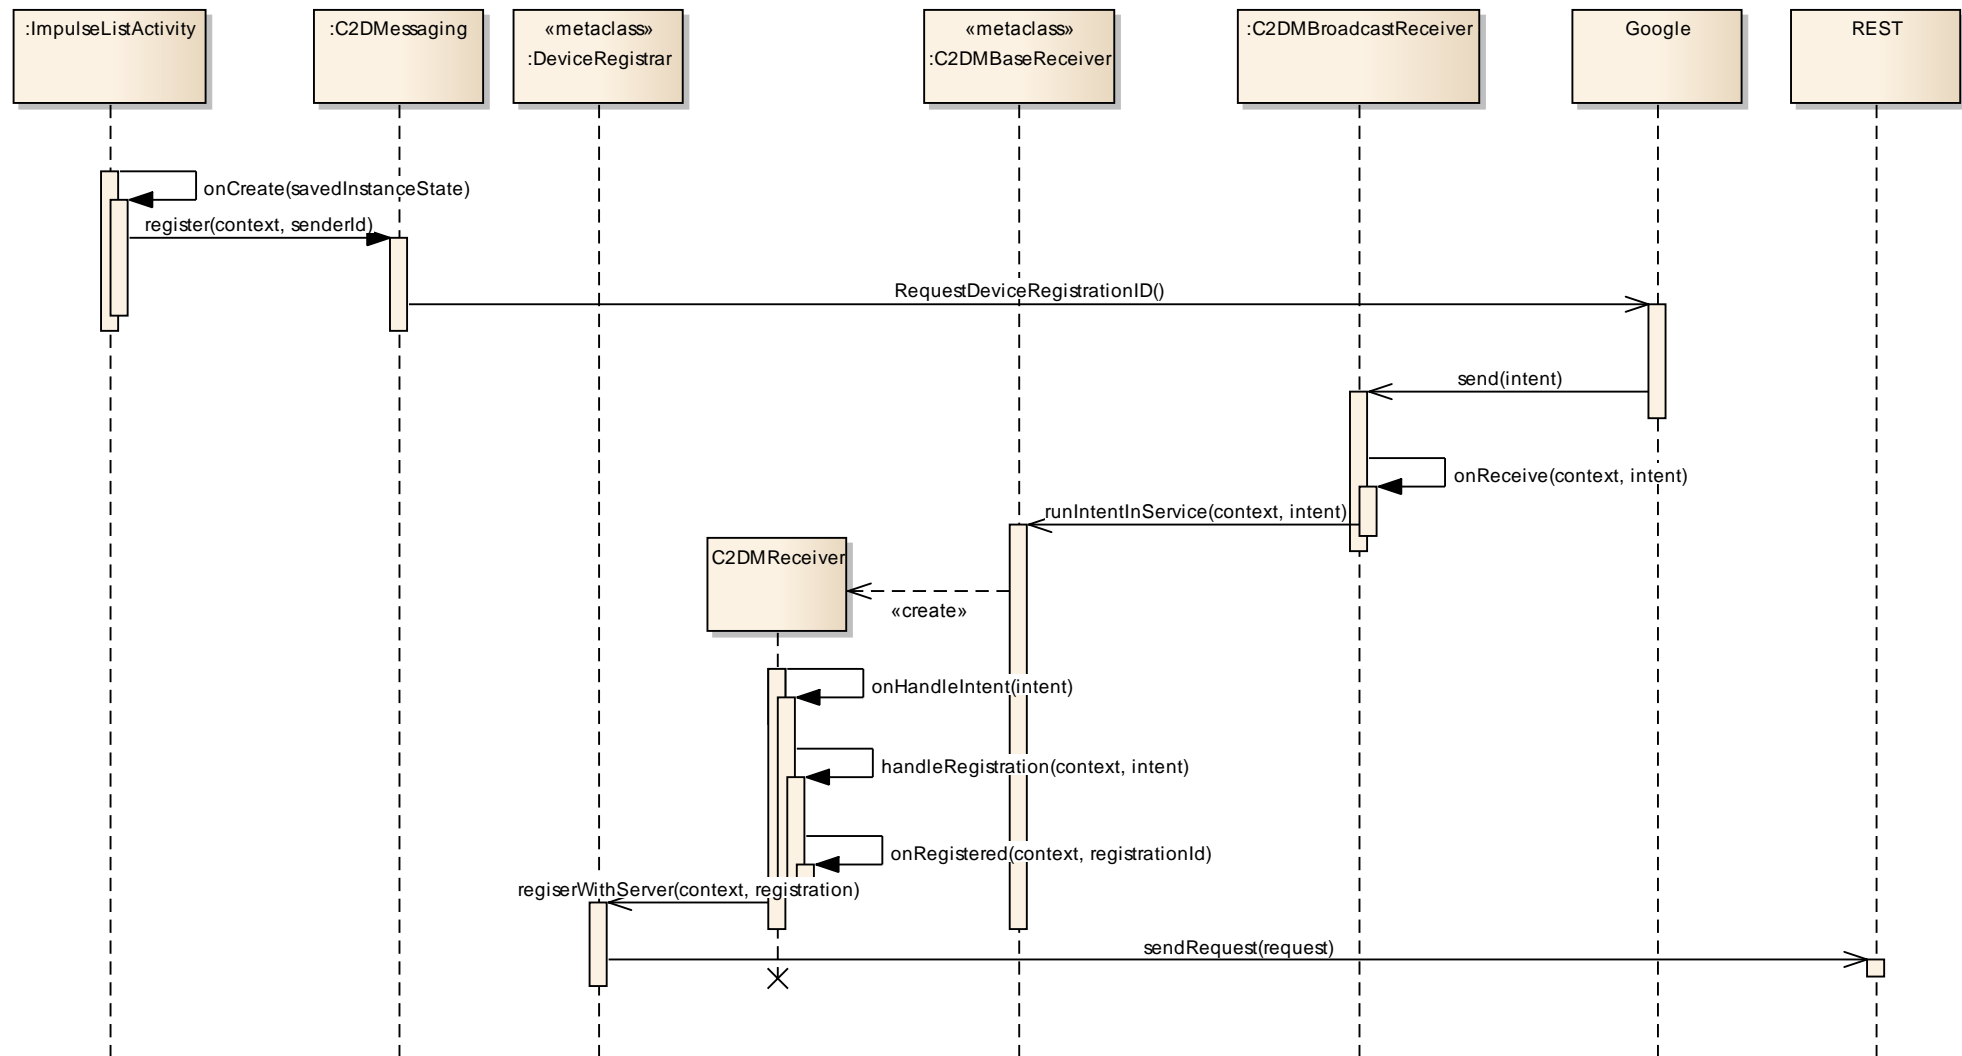 :ImpulseListActivity
:C2DMessaging
«metaclass»
:DeviceRegistrar
«metaclass»
:C2DMBaseReceiver
:C2DMBroadcastReceiver
Google
REST
onCreate(savedInstanceState)
register(context, senderId)
RequestDeviceRegistrationID()
send(intent)
onReceive(context, intent)
runIntentInService(context, intent)
C2DMReceiver
«create»
onHandleIntent(intent)
handleRegistration(context, intent)
onRegistered(context, registrationId)
regiserWithServer(context, registration)
sendRequest(request)